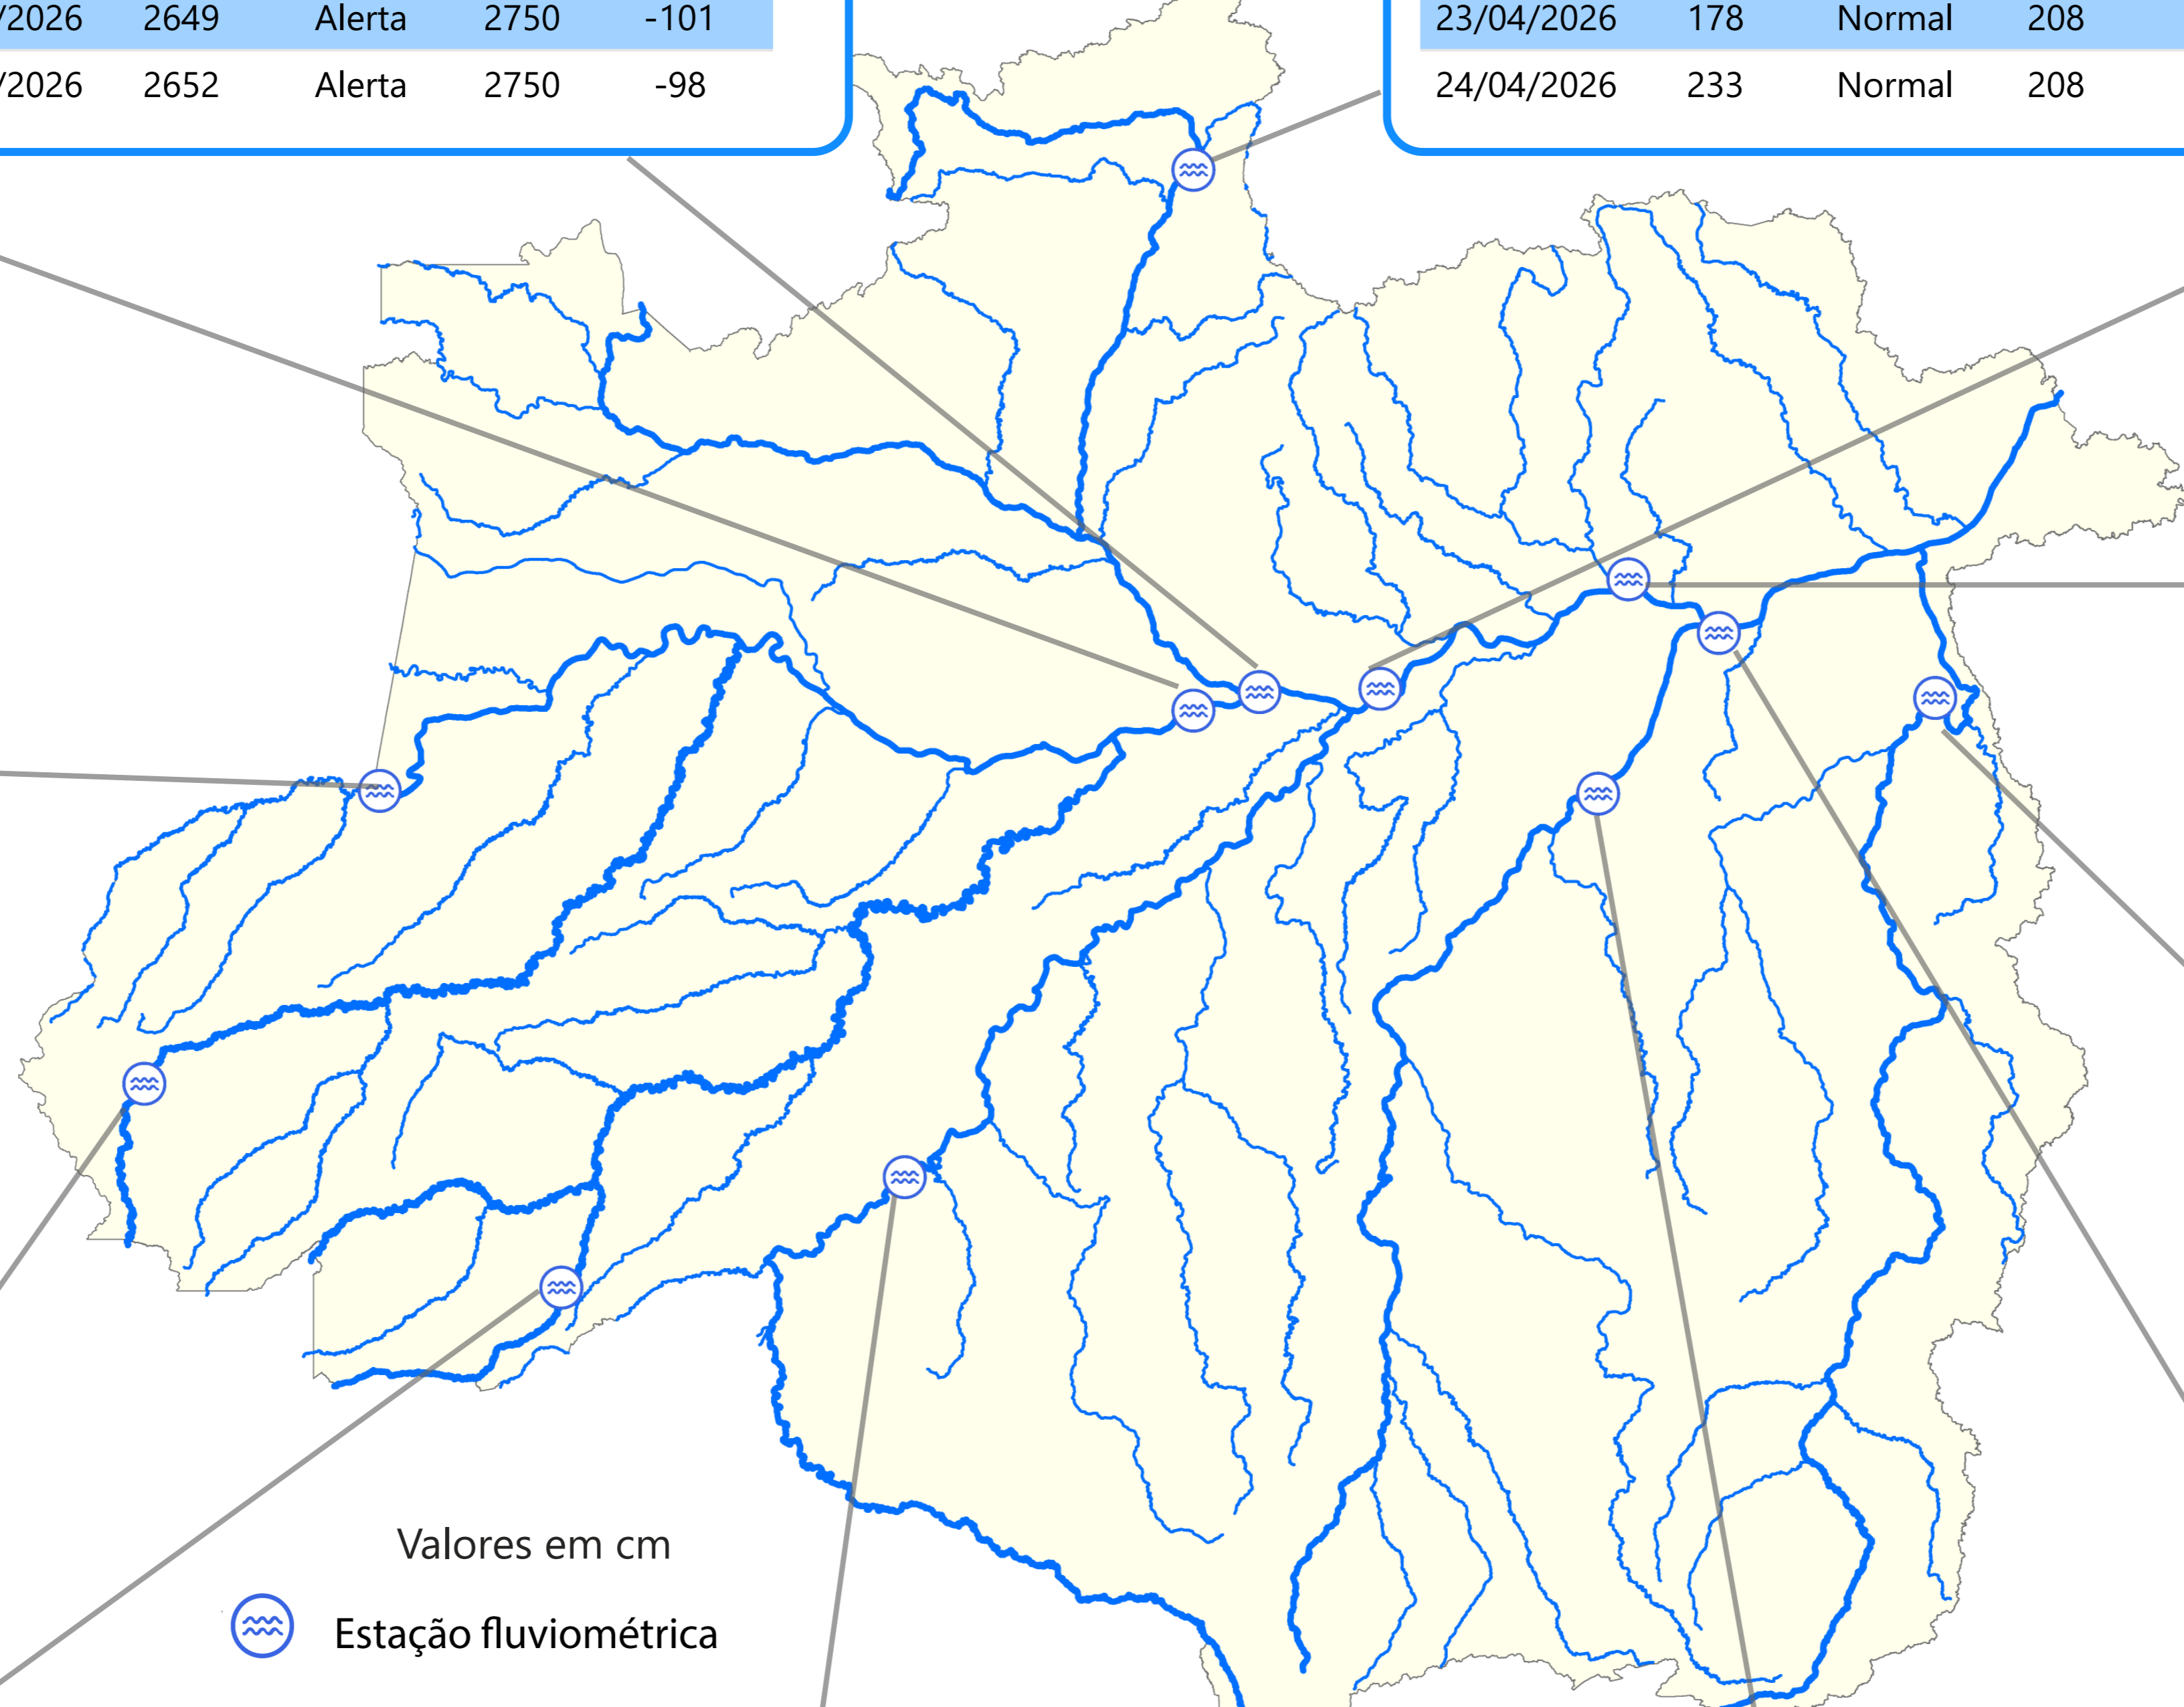 /2026 2649 Alerta 2750 -101
/2026 2652 Alerta 2750 -98
23/04/2026 178 Normal 208
24/04/2026 233 Normal 208
Valores em cm
Estação fluviométrica